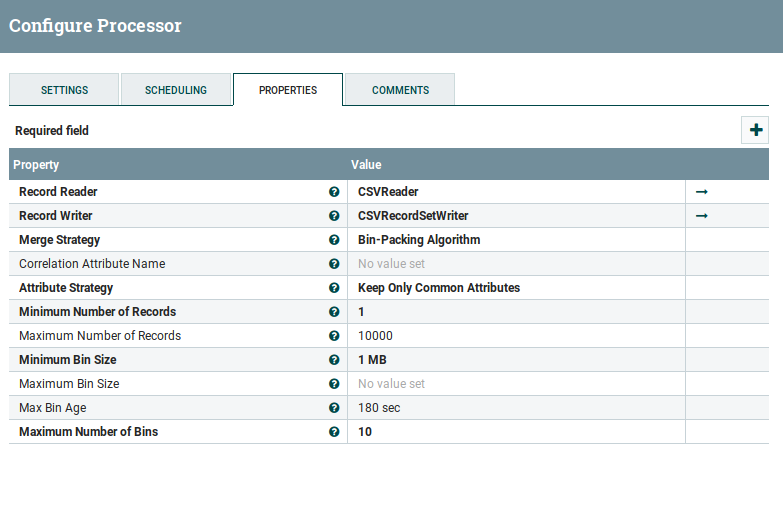 Configure Processor
SETTINGS SCHEDULING PROPERTIES COMMENTS
Required field
Property Value
Record Reader CSVReader
Record Writer CSVRecordSetWriter
Merge Strategy Bin-Packing Algorithm
Correlation Attribute Name No value set
Attribute Strategy Keep Only Common Attributes
Minimum Number of Records 1
Maximum Number of Records 10000
Minimum Bin Size 1 MB
Maximum Bin Size No value set
Max Bin Age 180 sec
Maximum Number of Bins 10